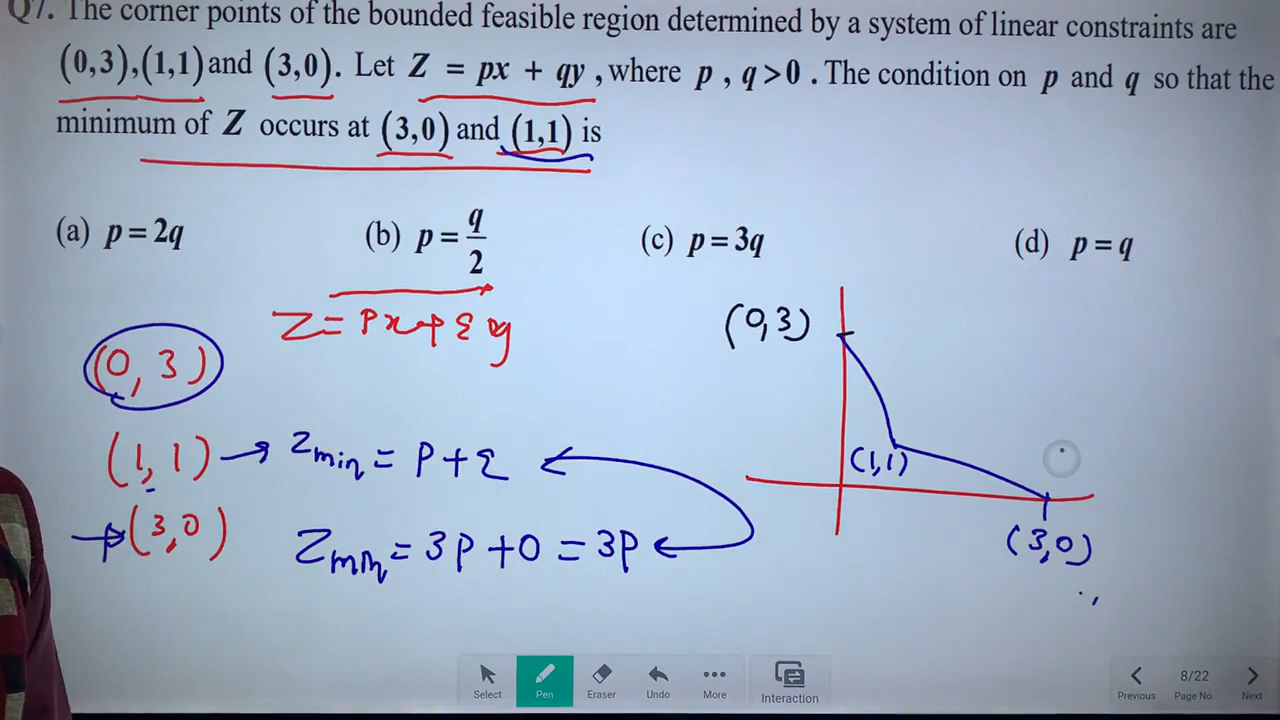 Q7. The corner points of the bounded feasible region determined by a system of linear constraints are
(0,3),(1,1) and (3,0). Let Z = px + qy, where p, q>0. The condition on p and q so that the
minimum of Z occurs at (3,0) and (1,1) is
(a) p=2q (b) p=q/2 (c) p=3q (d) p=q
Z = px+qy
(0,3)
(0,3)
(1,1) → Zmin = p+q
(1,1)
→(3,0) Zmin = 3p+0 = 3p
(3,0)
Select Pen Eraser Undo More Interaction
Previous 8/22 Page No. Next